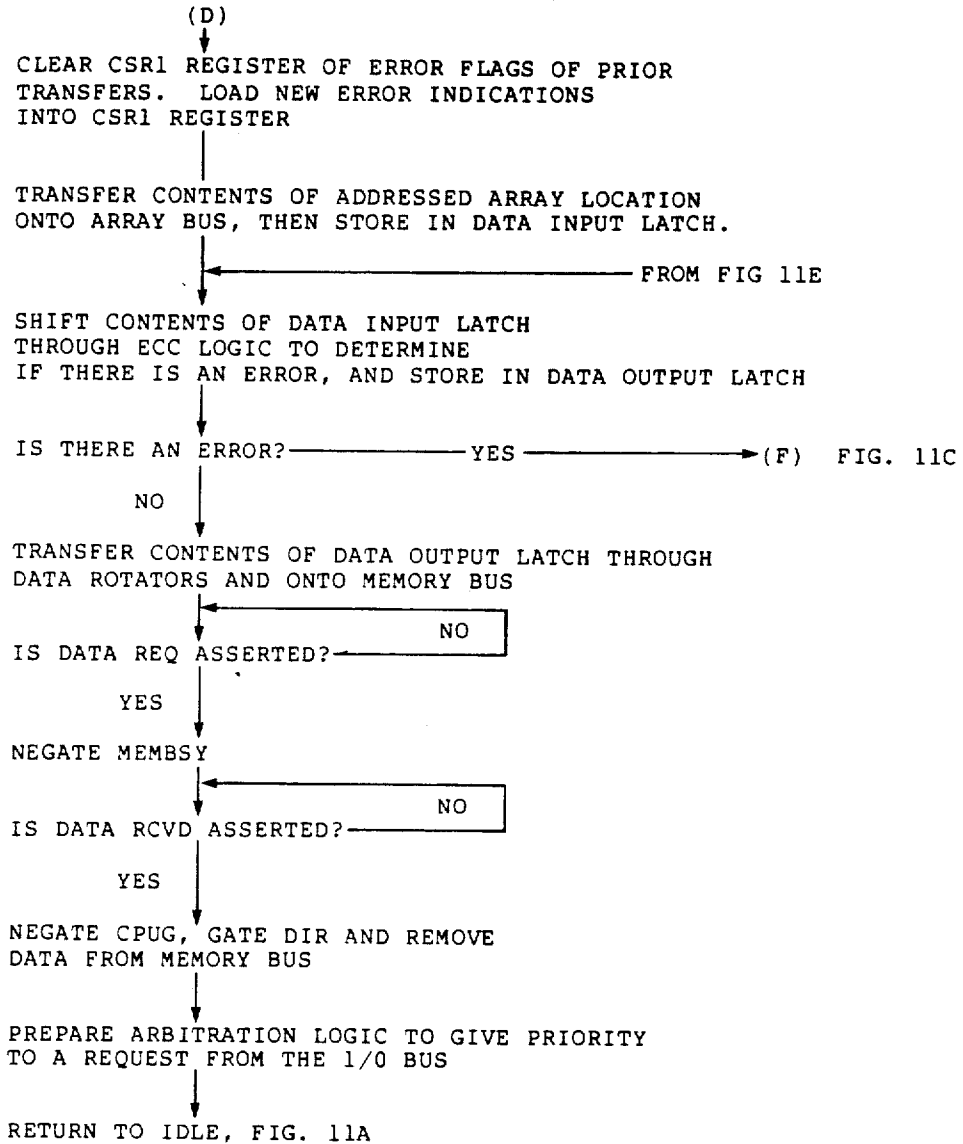 (D)
CLEAR CSR1 REGISTER OF ERROR FLAGS OF PRIOR
TRANSFERS. LOAD NEW ERROR INDICATIONS
INTO CSR1 REGISTER
TRANSFER CONTENTS OF ADDRESSED ARRAY LOCATION
ONTO ARRAY BUS, THEN STORE IN DATA INPUT LATCH.
FROM FIG 11E
SHIFT CONTENTS OF DATA INPUT LATCH
THROUGH ECC LOGIC TO DETERMINE
IF THERE IS AN ERROR, AND STORE IN DATA OUTPUT LATCH
IS THERE AN ERROR? YES (F) FIG. 11C
NO
TRANSFER CONTENTS OF DATA OUTPUT LATCH THROUGH
DATA ROTATORS AND ONTO MEMORY BUS
NO
IS DATA REQ ASSERTED?
YES
NEGATE MEMBSY
NO
IS DATA RCVD ASSERTED?
YES
NEGATE CPUG, GATE DIR AND REMOVE
DATA FROM MEMORY BUS
PREPARE ARBITRATION LOGIC TO GIVE PRIORITY
TO A REQUEST FROM THE 1/0 BUS
RETURN TO IDLE, FIG. 11A